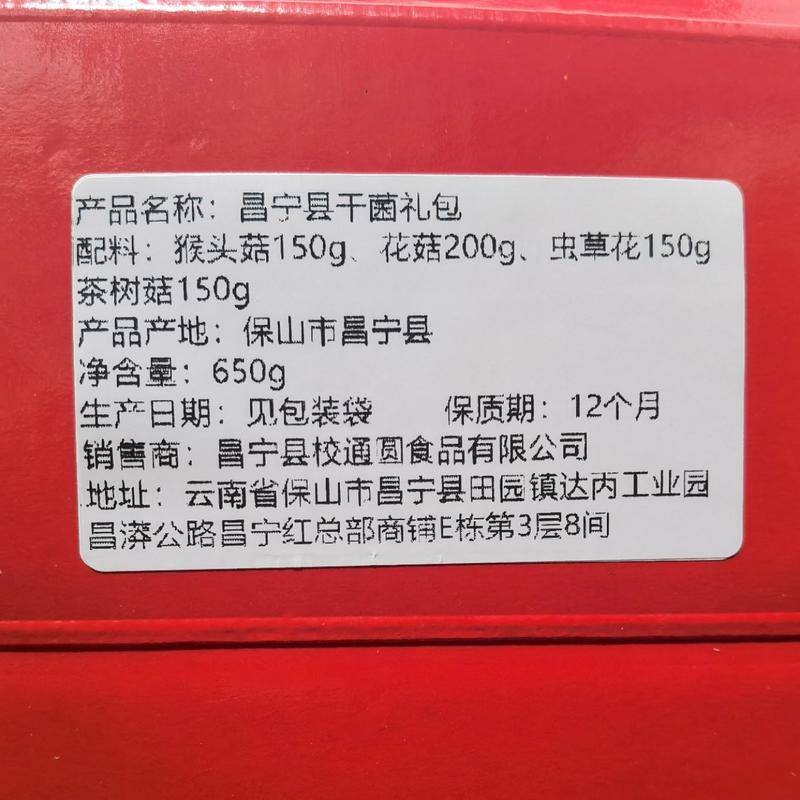 产品名称：昌宁县干菌礼包
配料：猴头菇150g、花菇200g、虫草花150g
茶树菇150g
产品产地：保山市昌宁县
净含量：650g
生产日期：见包装袋 保质期：12个月
销售商：昌宁县校通圆食品有限公司
地址：云南省保山市昌宁县田园镇达丙工业园
昌漭公路昌宁红总部商铺E栋第3层8间